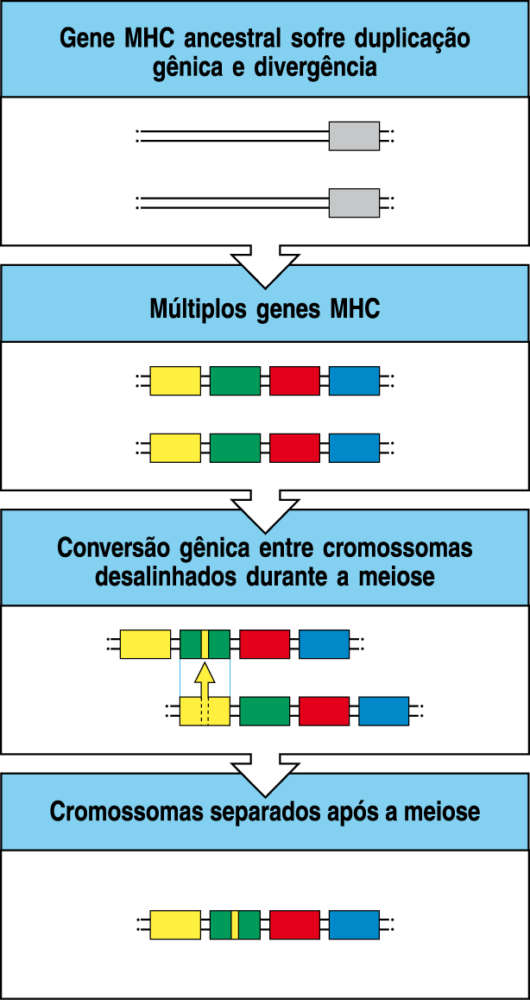 Gene MHC ancestral sofre duplicação
gênica e divergência
Múltiplos genes MHC
Conversão gênica entre cromossomas
desalinhados durante a meiose
Cromossomas separados após a meiose